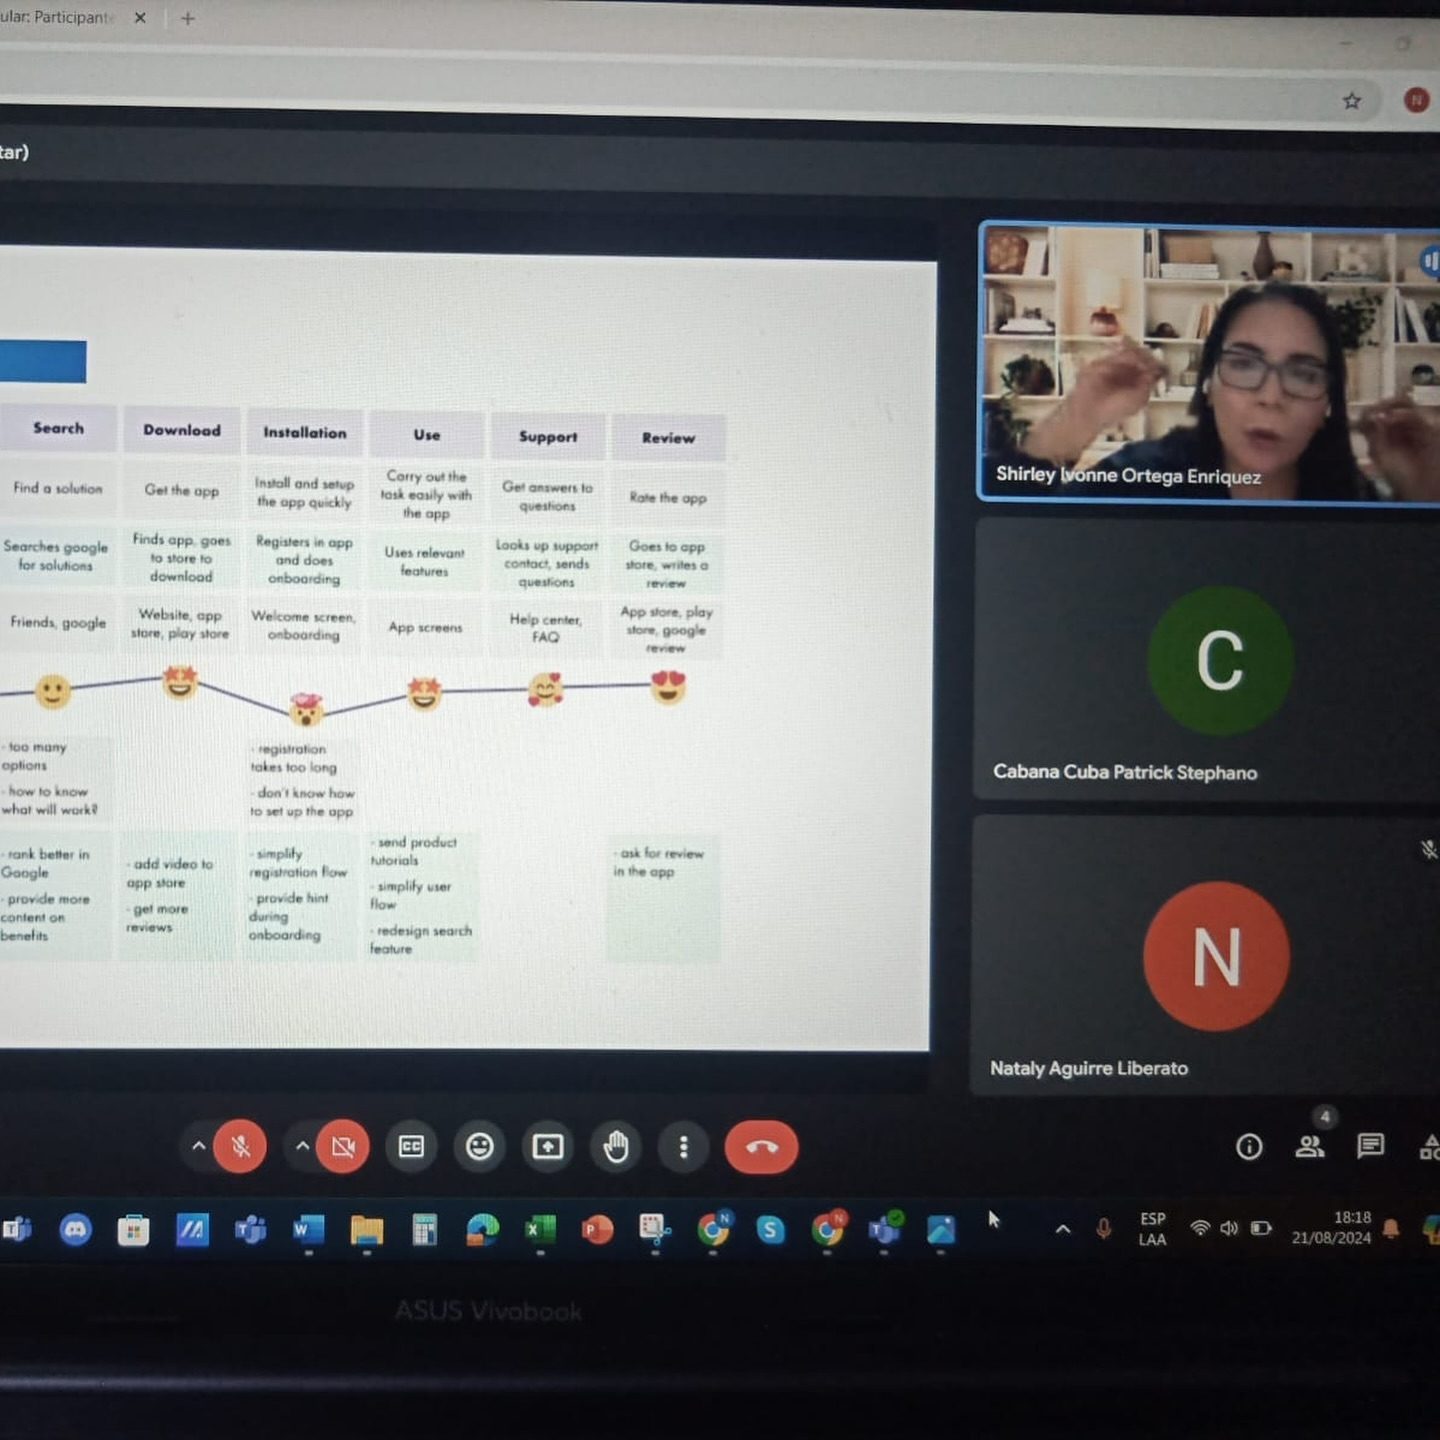 ular: Participante
N
tar)
Search
Download
Installation
Use
Support
Review
Find a solution
Get the app
Install and setup
the app quickly
Carry out the
task easily with
the app
Get answers to
questions
Rate the app
Searches google
for solutions
Finds app, goes
to store to
download
Registers in app
and does
onboarding
Uses relevant
features
Looks up support
contact, sends
questions
Goes to app
store, writes a
review
Friends, google
Website, app
store, play store
Welcome screen,
onboarding
App screens
Help center,
FAQ
App store, play
store, google
review
- too many
options
- how to know
what will work?
- registration
takes too long
- don't know how
to set up the app
- rank better in
Google
- provide more
content on
benefits
- add video to
app store
- get more
reviews
- simplify
registration flow
- provide hint
during
onboarding
- send product
tutorials
- simplify user
flow
- redesign search
feature
- ask for review
in the app
Shirley Ivonne Ortega Enriquez
C
Cabana Cuba Patrick Stephano
N
Nataly Aguirre Liberato
CC
4
ESP
LAA
18:18
21/08/2024
ASUS Vivobook